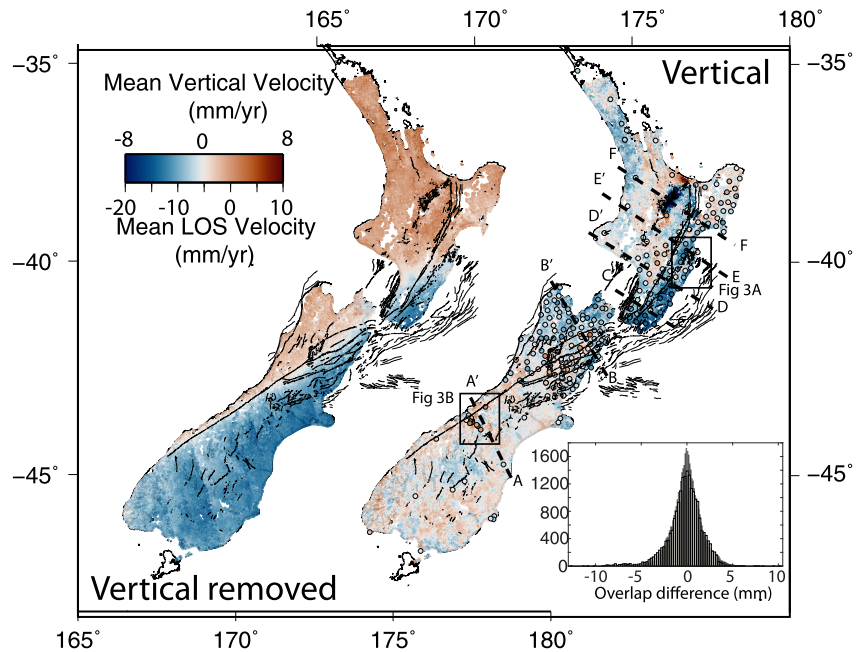 165° 170° 175° 180°
−35° −35°
Mean Vertical Velocity
(mm/yr)
-8 0 8
-20 -10 0 10
Mean LOS Velocity
(mm/yr)
Vertical
F'
E'
D'
F
−40° −40°
B'
C'
E
Fig 3A
D
B
A'
Fig 3B
−45° −45°
A
1600
1200
800
400
0
-10 -5 0 5 10
Overlap difference (mm)
Vertical removed
165° 170° 175° 180°